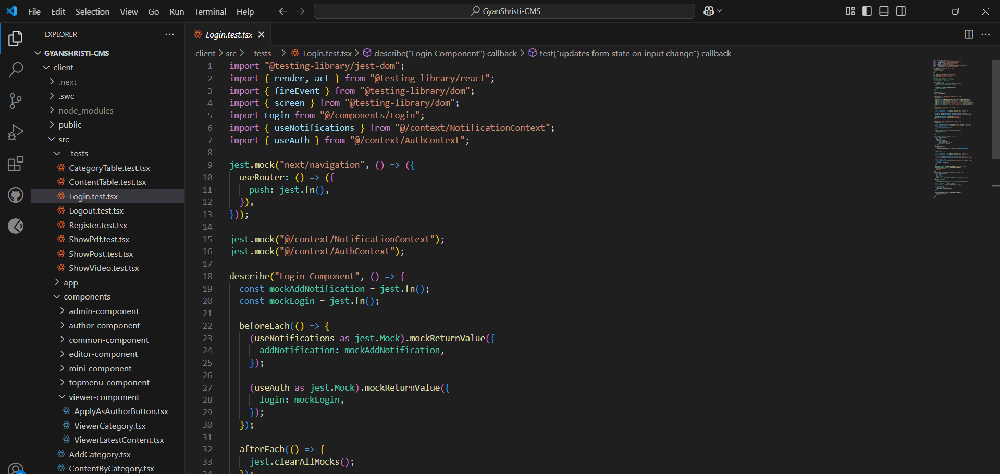 File Edit Selection View Go Run Terminal Help
GyanShristi-CMS
EXPLORER
GYANSHRISTI-CMS
client
.next
.swc
node_modules
public
src
__tests__
CategoryTable.test.tsx
ContentTable.test.tsx
Login.test.tsx
Logout.test.tsx
Register.test.tsx
ShowPdf.test.tsx
ShowPost.test.tsx
ShowVideo.test.tsx
app
components
admin-component
author-component
common-component
editor-component
mini-component
topmenu-component
viewer-component
ApplyAsAuthorButton.tsx
ViewerCategory.tsx
ViewerLatestContent.tsx
AddCategory.tsx
ContentByCategory.tsx
Login.test.tsx
client > src > __tests__ > Login.test.tsx > describe("Login Component") callback > test("updates form state on input change") callback
1 import "@testing-library/jest-dom";
2 import { render, act } from "@testing-library/react";
3 import { fireEvent } from "@testing-library/dom";
4 import { screen } from "@testing-library/dom";
5 import Login from "@/components/Login";
6 import { useNotifications } from "@/context/NotificationContext";
7 import { useAuth } from "@/context/AuthContext";
8
9 jest.mock("next/navigation", () => ({
10   useRouter: () => ({
11     push: jest.fn(),
12   }),
13 }));
14
15 jest.mock("@/context/NotificationContext");
16 jest.mock("@/context/AuthContext");
17
18 describe("Login Component", () => {
19   const mockAddNotification = jest.fn();
20   const mockLogin = jest.fn();
21
22   beforeEach(() => {
23     (useNotifications as jest.Mock).mockReturnValue({
24       addNotification: mockAddNotification,
25     });
26
27     (useAuth as jest.Mock).mockReturnValue({
28       login: mockLogin,
29     });
30   });
31
32   afterEach(() => {
33     jest.clearAllMocks();
34   });